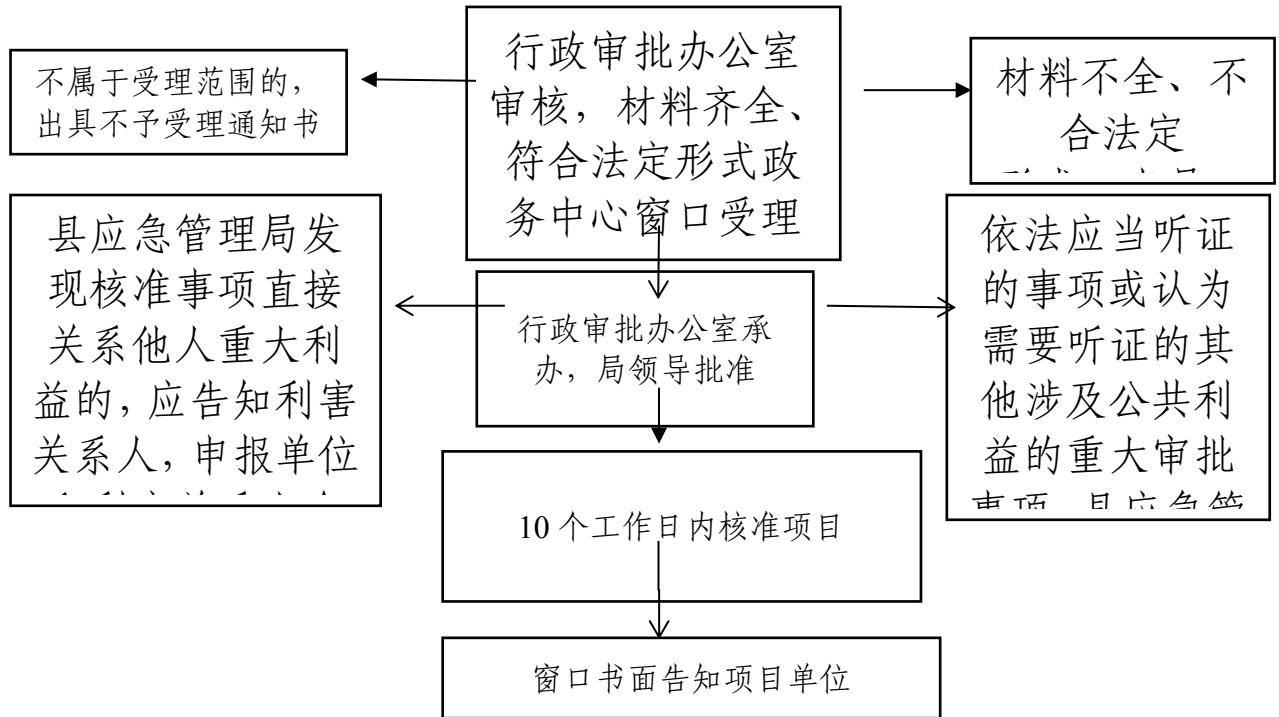 行政审批办公室
审核，材料齐全、
符合法定形式政
务中心窗口受理
不属于受理范围的，
出具不予受理通知书
材料不全、不
合法定
县应急管理局发
现核准事项直接
关系他人重大利
益的，应告知利害
关系人，申报单位
行政审批办公室承
办，局领导批准
依法应当听证
的事项或认为
需要听证的其
他涉及公共利
益的重大审批
10 个工作日内核准项目
窗口书面告知项目单位